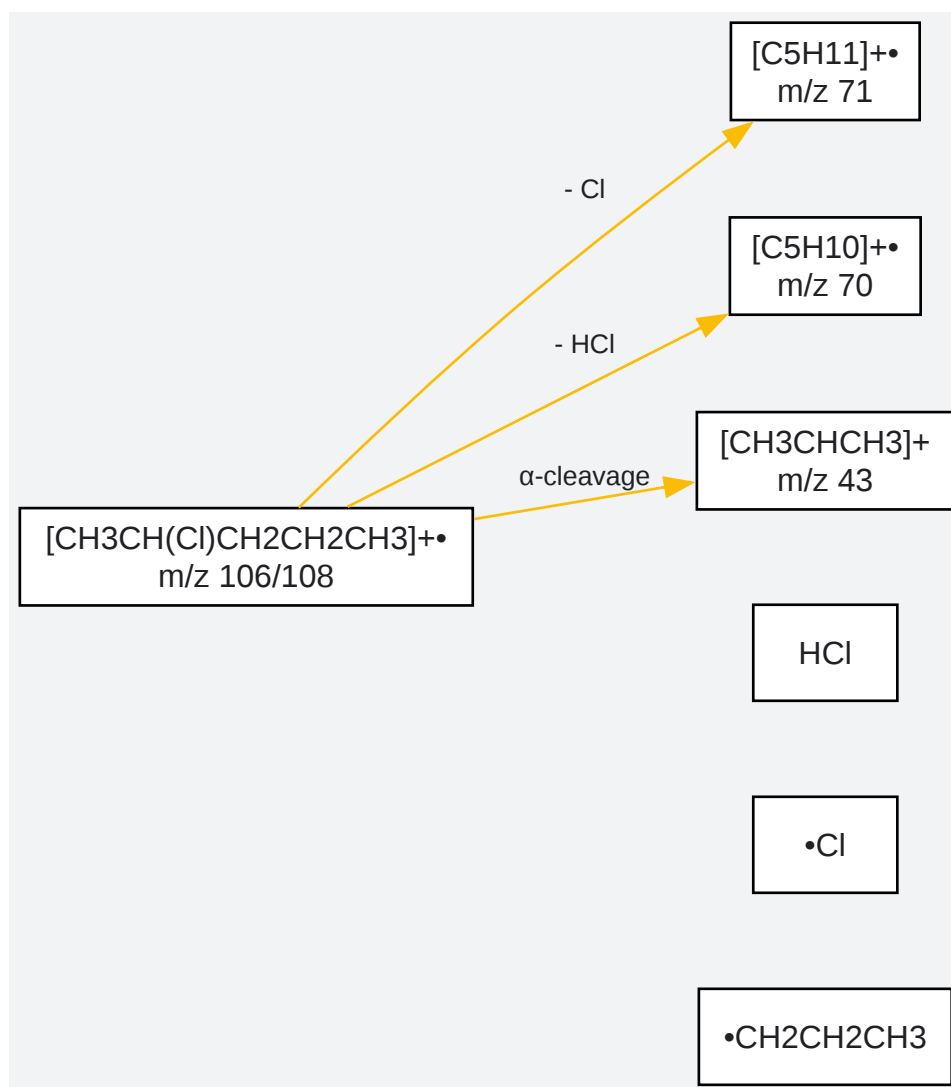 [C5H11]+•
m/z 71
- Cl
[C5H10]+•
m/z 70
- HCl
[CH3CHCH3]+
m/z 43
α-cleavage
[CH3CH(Cl)CH2CH2CH3]+•
m/z 106/108
HCl
•Cl
•CH2CH2CH3